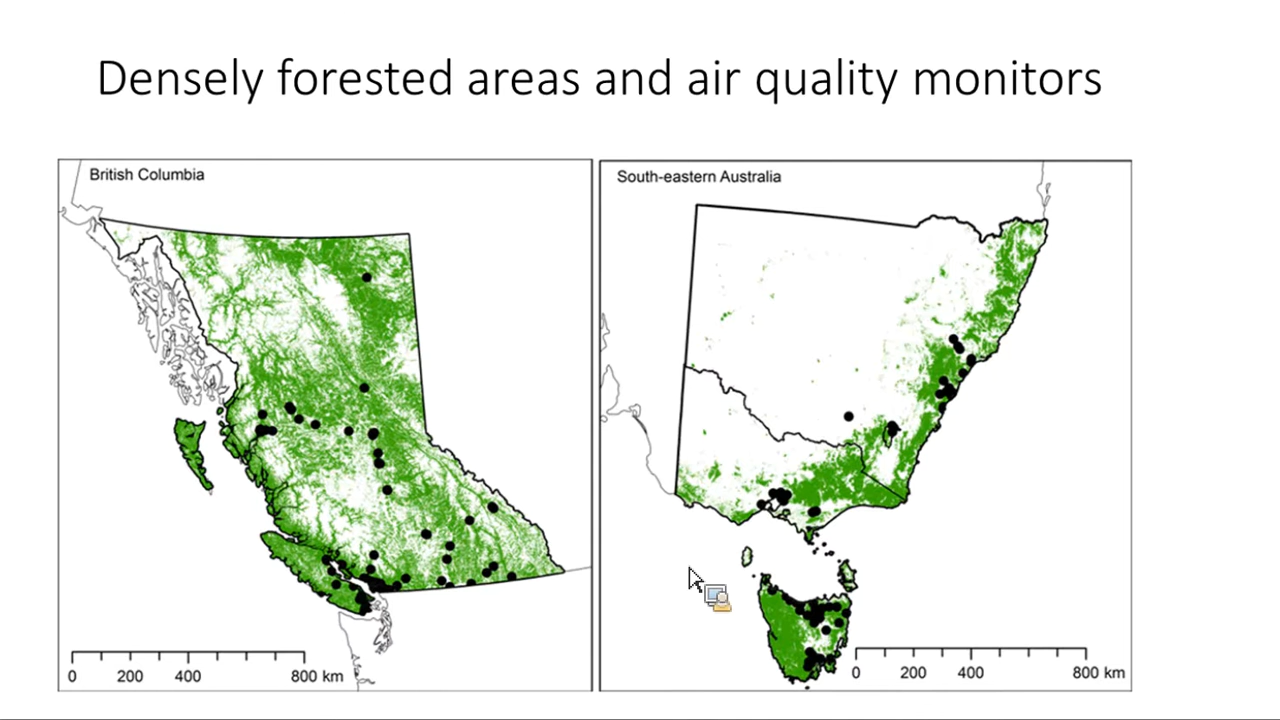 Densely forested areas and air quality monitors
British Columbia
South-eastern Australia
0 200 400 800 km
0 200 400 800 km